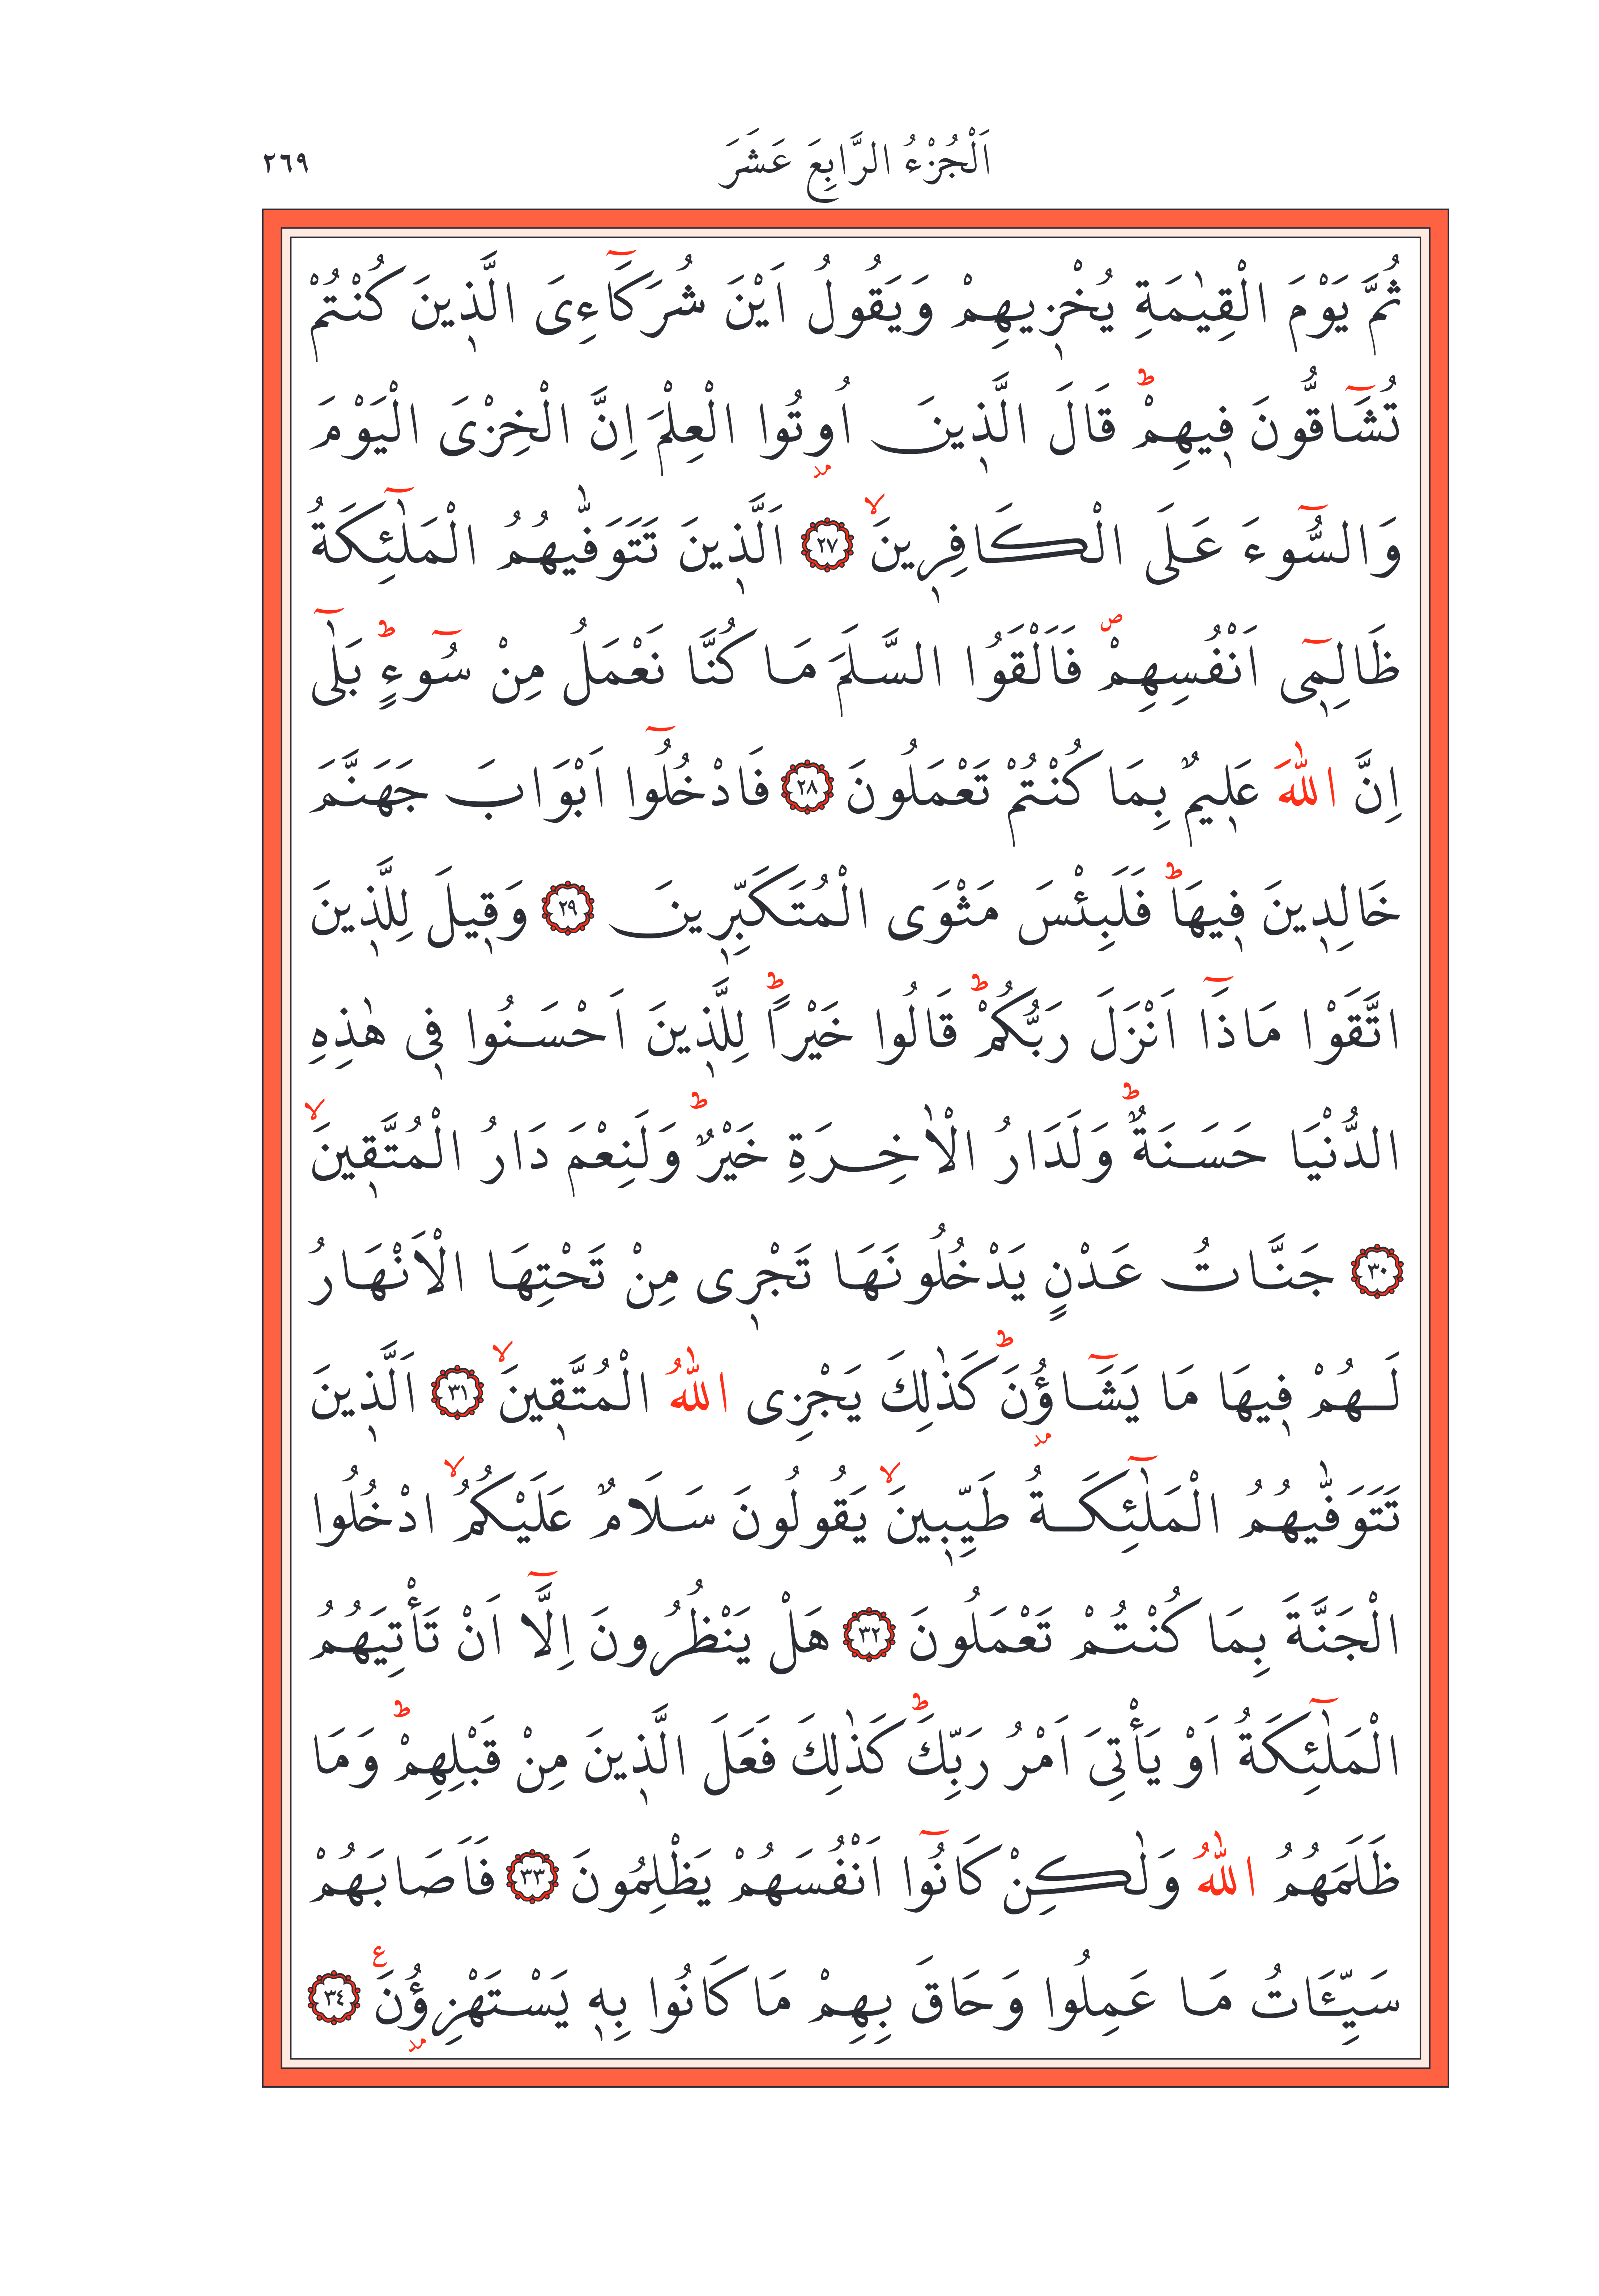 اَلْجُزْءُ الرَّابِعَ عَشَرَ ٢٦٩
ثُمَّ يَوْمَ الْقِيٰمَةِ يُخْز۪يهِمْ وَيَقُولُ اَيْنَ شُرَكَٓاءِىَ الَّذ۪ينَ كُنْتُمْ
تُشَٓاقُّونَ ف۪يهِمْۜ قَالَ الَّذ۪ينَ اُو۫تُوا الْعِلْمَ اِنَّ الْخِزْىَ الْيَوْمَ
وَالسُّٓوءَ عَلَى الْكَافِر۪ينَۙ ﴿٢٧﴾ اَلَّذ۪ينَ تَتَوَفّٰيهُمُ الْمَلٰٓئِكَةُ
ظَالِم۪ٓى اَنْفُسِهِمْۖ فَاَلْقَوُا السَّلَمَ مَا كُنَّا نَعْمَلُ مِنْ سُٓوءٍۜ بَلٰٓى
اِنَّ اللّٰهَ عَل۪يمٌ بِمَا كُنْتُمْ تَعْمَلُونَ ﴿٢٨﴾ فَادْخُلُٓوا اَبْوَابَ جَهَنَّمَ
خَالِد۪ينَ ف۪يهَاۜ فَلَبِئْسَ مَثْوَى الْمُتَكَبِّر۪ينَ ﴿٢٩﴾ وَق۪يلَ لِلَّذ۪ينَ
اتَّقَوْا مَاذَٓا اَنْزَلَ رَبُّكُمْۜ قَالُوا خَيْراًۜ لِلَّذ۪ينَ اَحْسَنُوا ف۪ى هٰذِهِ
الدُّنْيَا حَسَنَةٌۜ وَلَدَارُ الْاٰخِرَةِ خَيْرٌۜ وَلَنِعْمَ دَارُ الْمُتَّق۪ينَۙ
﴿٣٠﴾ جَنَّاتُ عَدْنٍ يَدْخُلُونَهَا تَجْر۪ى مِنْ تَحْتِهَا الْاَنْهَارُ
لَهُمْ ف۪يهَا مَا يَشَٓاؤُ۫نَۜ كَذٰلِكَ يَجْزِى اللّٰهُ الْمُتَّق۪ينَۙ ﴿٣١﴾ اَلَّذ۪ينَ
تَتَوَفّٰيهُمُ الْمَلٰٓئِكَةُ طَيِّب۪ينَۙ يَقُولُونَ سَلَامٌ عَلَيْكُمُۙ ادْخُلُوا
الْجَنَّةَ بِمَا كُنْتُمْ تَعْمَلُونَ ﴿٣٢﴾ هَلْ يَنْظُرُونَ اِلَّٓا اَنْ تَأْتِيَهُمُ
الْمَلٰٓئِكَةُ اَوْ يَأْتِىَ اَمْرُ رَبِّكَۜ كَذٰلِكَ فَعَلَ الَّذ۪ينَ مِنْ قَبْلِهِمْۜ وَمَا
ظَلَمَهُمُ اللّٰهُ وَلٰكِنْ كَانُٓوا اَنْفُسَهُمْ يَظْلِمُونَ ﴿٣٣﴾ فَاَصَابَهُمْ
سَيِّـَٔاتُ مَا عَمِلُوا وَحَاقَ بِهِمْ مَا كَانُوا بِه۪ يَسْتَهْزِؤُ۫نَ۟ ﴿٣٤﴾